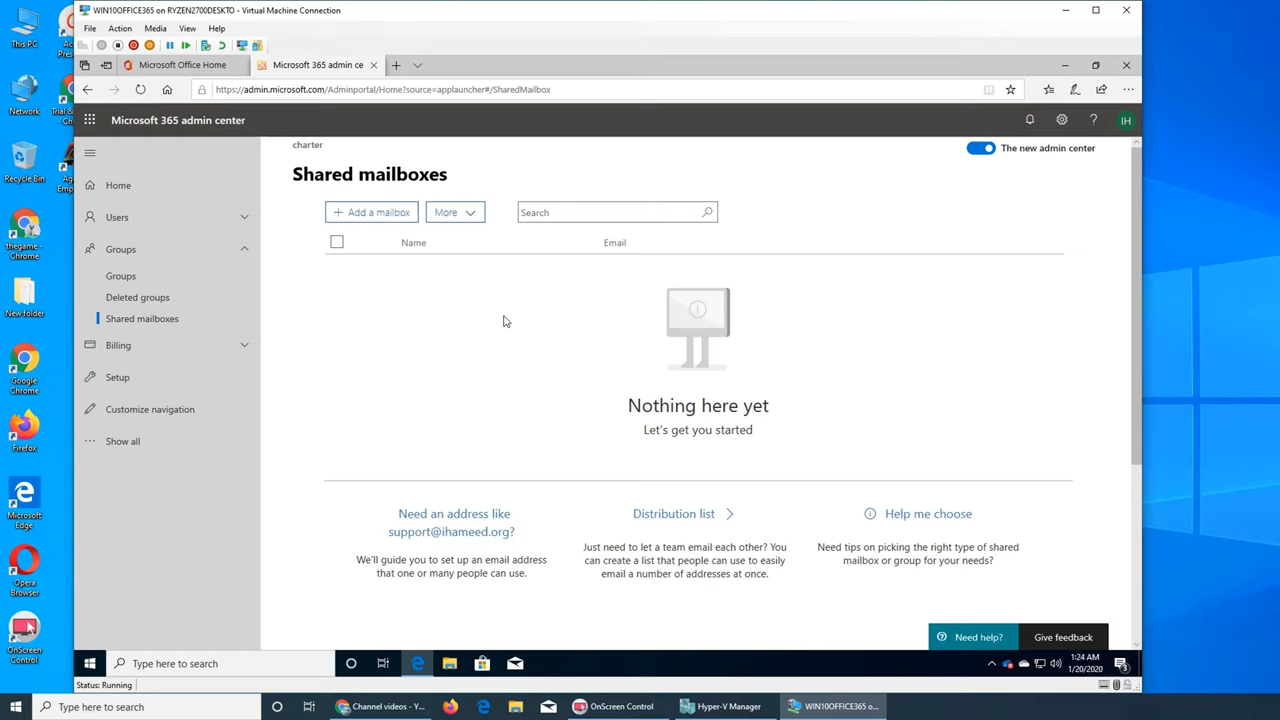 This PC
Network
Recycle Bin
thegame -
Chrome
New folder
Google
Chrome
Firefox
Microsoft
Edge
Opera
Browser
OnScreen
Control
WIN10OFFICE365 on RYZEN2700DESKTO - Virtual Machine Connection
File Action Media View Help
Microsoft Office Home
Microsoft 365 admin ce
https://admin.microsoft.com/Adminportal/Home?source=applauncher#/SharedMailbox
Microsoft 365 admin center
IH
charter
The new admin center
Shared mailboxes
Add a mailbox
More
Search
Name
Email
Home
Users
Groups
Groups
Deleted groups
Shared mailboxes
Billing
Setup
Customize navigation
Show all
Nothing here yet
Let's get you started
Need an address like
support@ihameed.org?
We'll guide you to set up an email address
that one or many people can use.
Distribution list
Just need to let a team email each other? You
can create a list that people can use to easily
email a number of addresses at once.
Help me choose
Need tips on picking the right type of shared
mailbox or group for your needs?
Need help?
Give feedback
Type here to search
1:24 AM
1/20/2020
3
Status: Running
Type here to search
Channel videos - Y...
OnScreen Control
Hyper-V Manager
WIN10OFFICE365 o...